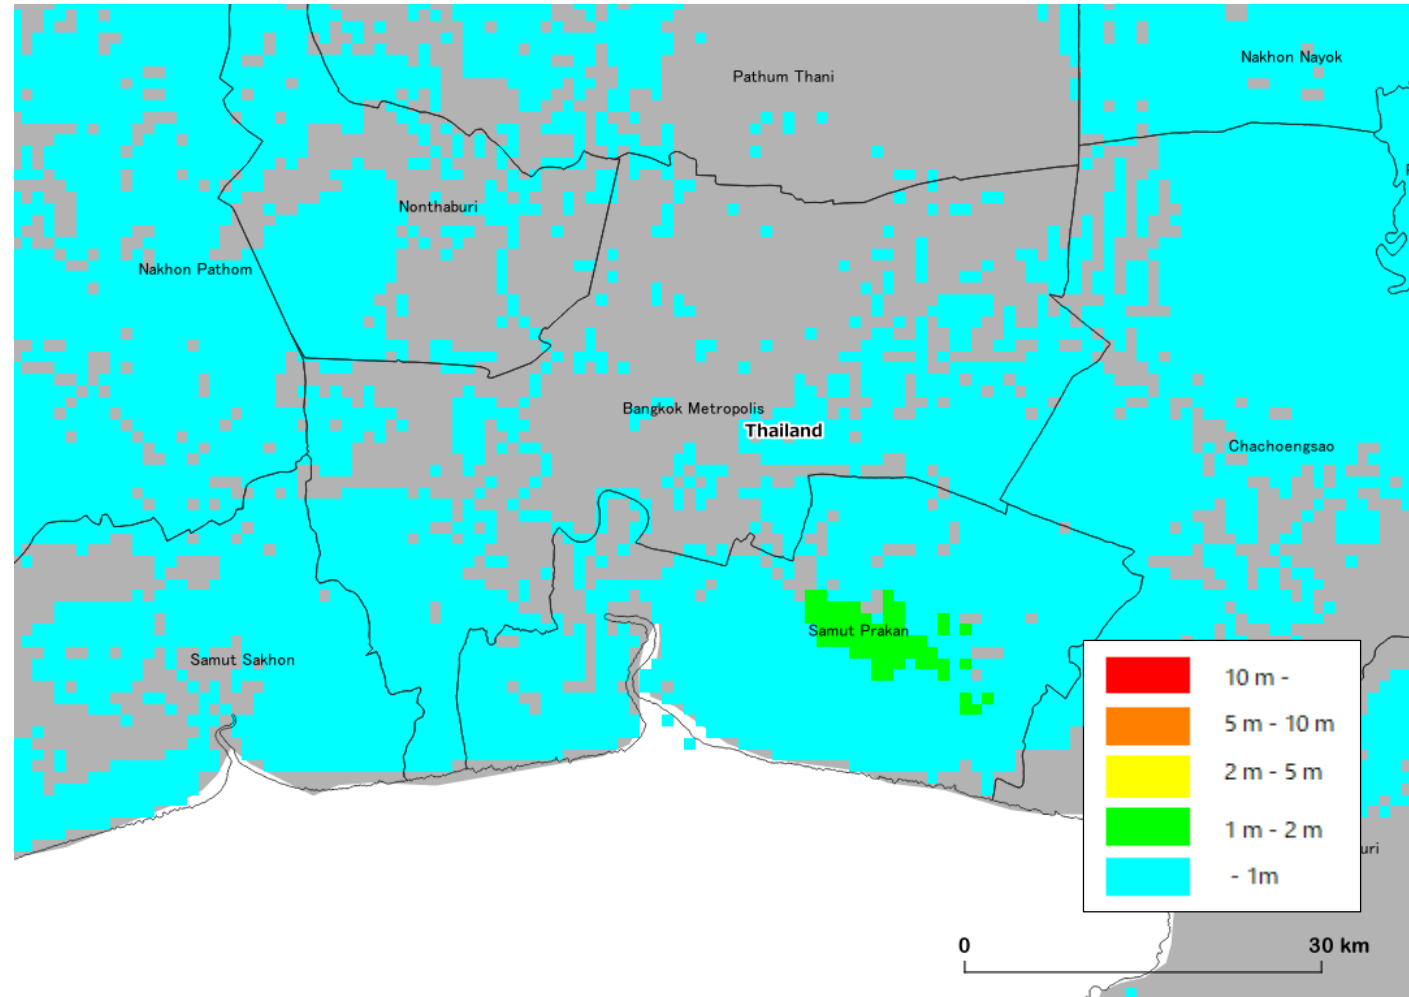 Nakhon Nayok
Pathum Thani
Nonthaburi
Nakhon Pathom
Bangkok Metropolis
Thailand
Chachoengsao
Samut Prakan
Samut Sakhon
10 m -
5 m - 10 m
2 m - 5 m
1 m - 2 m
- 1m
uri
0 30 km